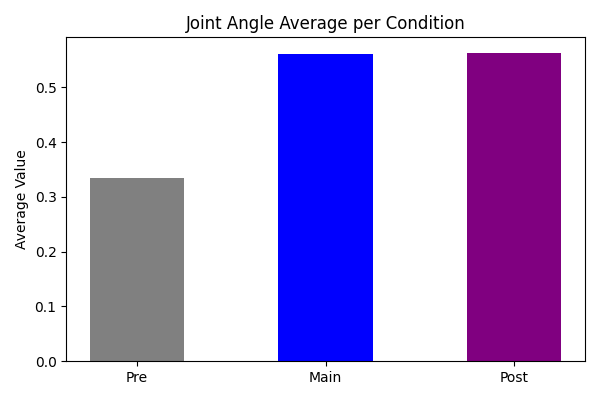 Joint Angle Average per Condition
Average Value
0.5
0.4
0.3
0.2
0.1
0.0
Pre
Main
Post